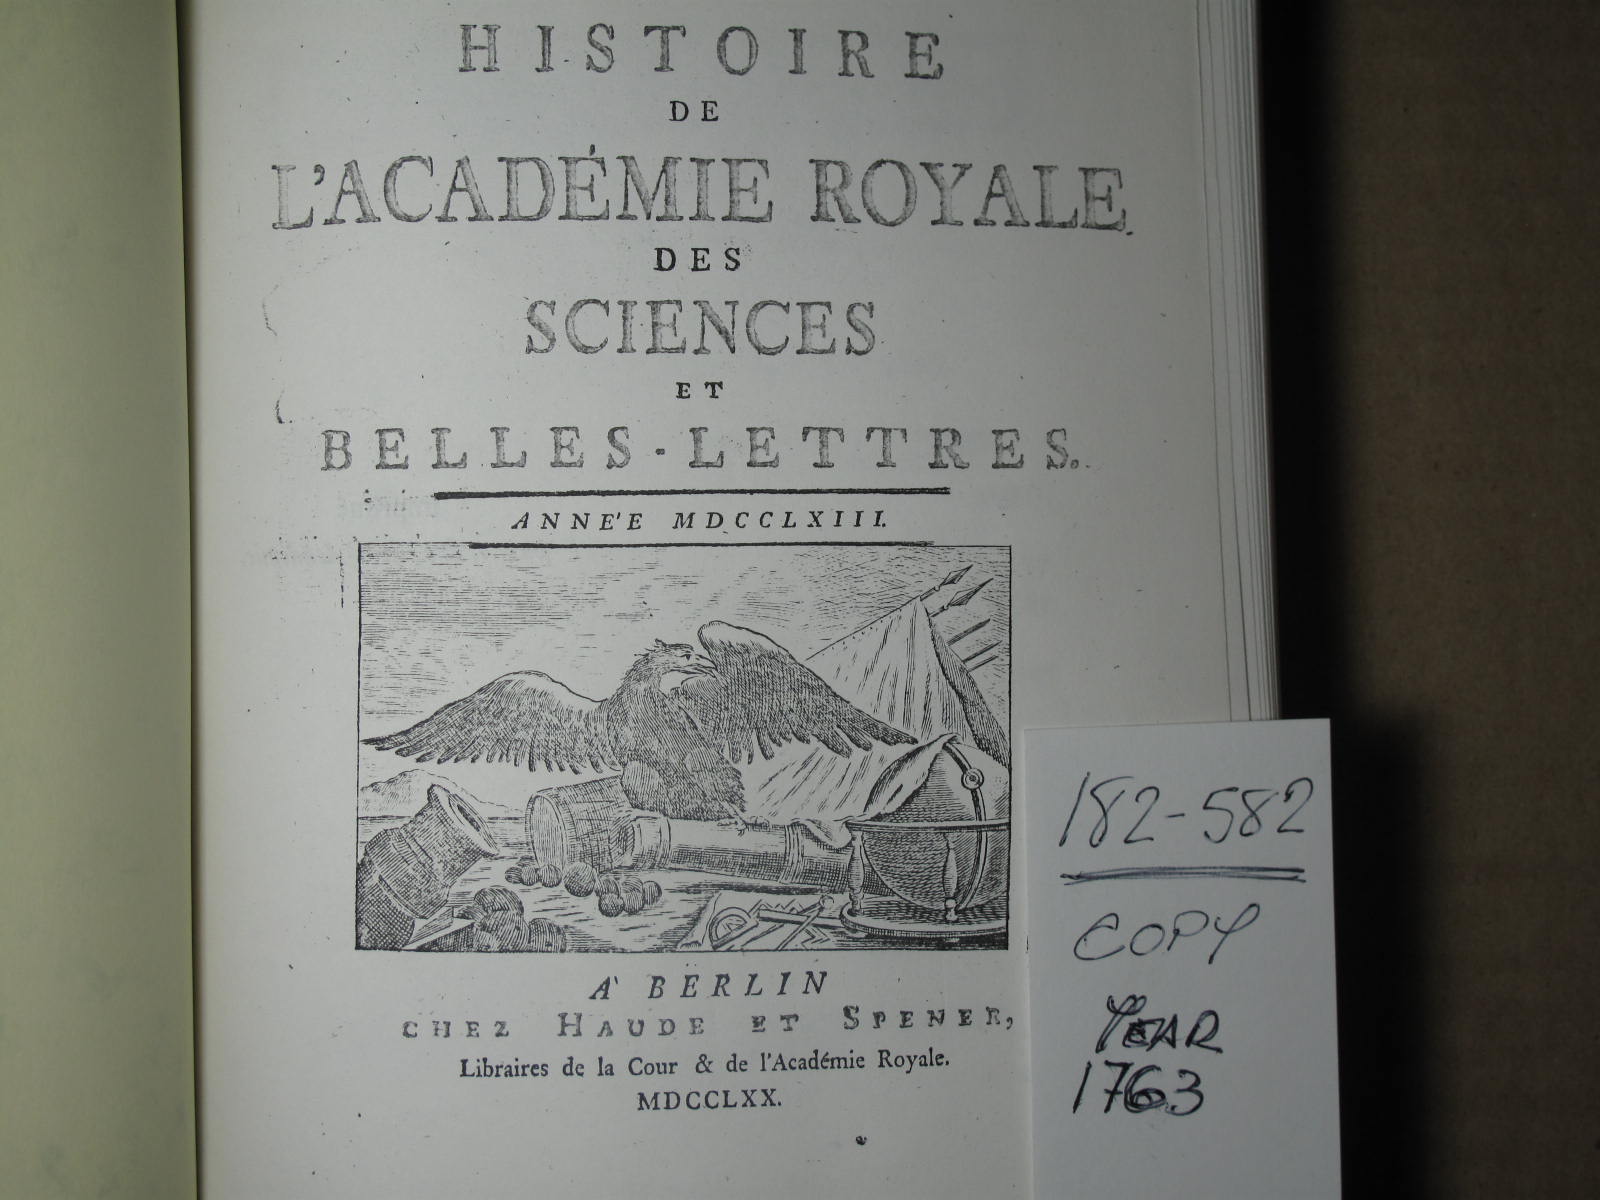 HISTOIRE
DE
L'ACADÉMIE ROYALE
DES
SCIENCES
ET
BELLES-LETTRES.
ANNE'E MDCCLXIII.
A' BERLIN
CHEZ HAUDE ET SPENER,
Libraires de la Cour & de l'Académie Royale.
MDCCLXX.
182-582
COPY
YEAR
1763